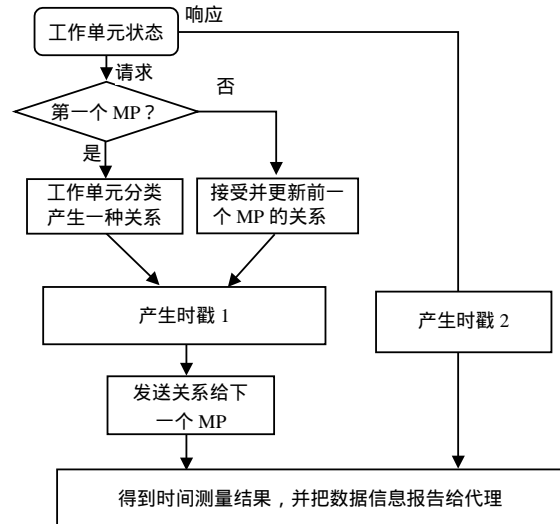 工作单元状态
响应
请求
第一个 MP？
否
是
工作单元分类
产生一种关系
接受并更新前一
个 MP 的关系
产生时戳 1
产生时戳 2
发送关系给下
一个 MP
得到时间测量结果，并把数据信息报告给代理